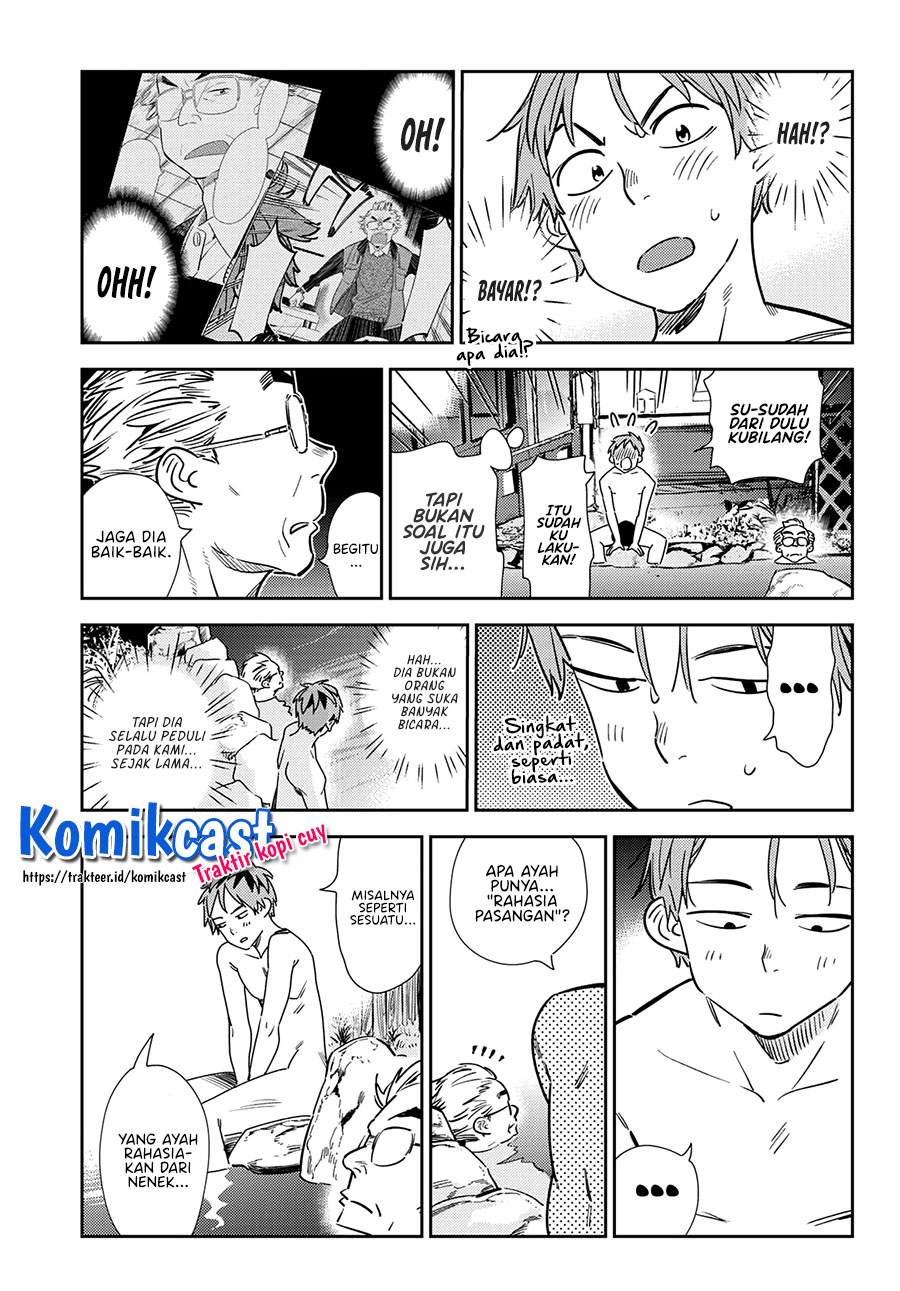 HAH!?
BAYAR!?
OH!
OHH!
SU-SUDAH
DARI DULU
KUBILANG!
Bicara
apa dia!?
ITU
SUDAH
KU
LAKU-
KAN!
TAPI
BUKAN
SOAL ITU
JUGA
SIH...
BEGITU
...
JAGA DIA
BAIK-BAIK.
...
Singkat
dan padat,
seperti
biasa...
HAH...
DIA BUKAN
ORANG
YANG SUKA
BANYAK
BICARA...
TAPI DIA
SELALU PEDULI
PADA KAMI...
SEJAK LAMA...
Komikcast
Traktir kopi cuy
https://trakteer.id/komikcast
...
APA AYAH
PUNYA...
"RAHASIA
PASANGAN"?
MISALNYA
SEPERTI
SESUATU...
YANG AYAH
RAHASIA-
KAN DARI
NENEK...